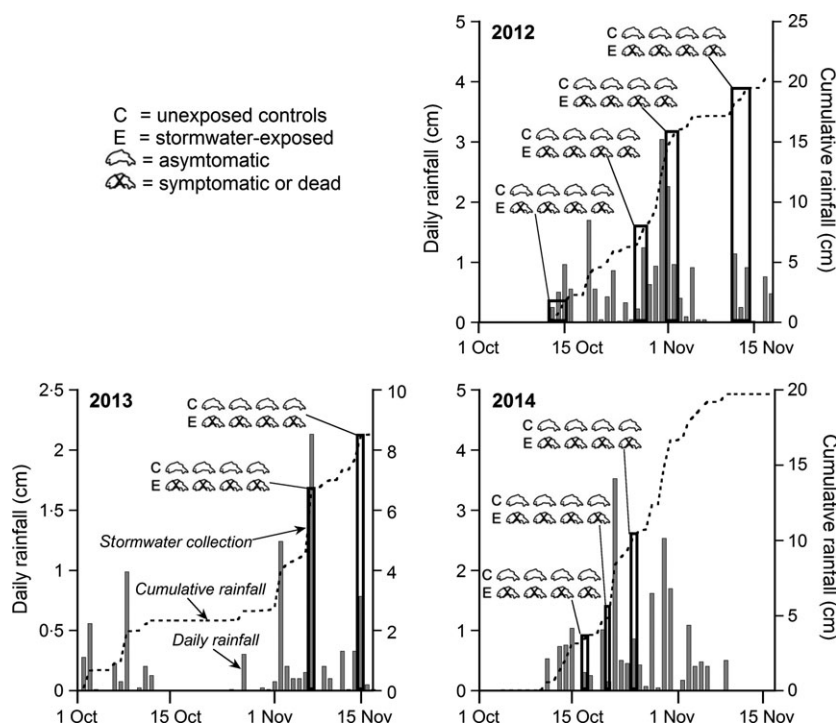 C = unexposed controls
E = stormwater-exposed
= asymtomatic
= symptomatic or dead
2012
Daily rainfall (cm)
Cumulative rainfall (cm)
5
4
3
2
1
0
25
20
15
10
5
0
C
E
C
E
C
E
C
E
1 Oct
15 Oct
1 Nov
15 Nov
2013
Daily rainfall (cm)
2·5
2
1·5
1
0·5
0
10
8
6
4
2
0
C
E
C
E
Stormwater collection
Cumulative rainfall
Daily rainfall
1 Oct
15 Oct
1 Nov
15 Nov
2014
Cumulative rainfall (cm)
5
4
3
2
1
0
20
15
10
5
0
C
E
C
E
C
E
1 Oct
15 Oct
1 Nov
15 Nov